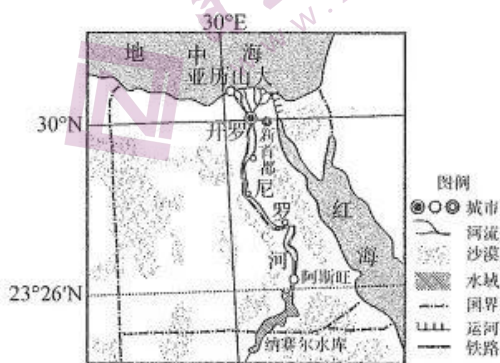 30°E
地中海
亚历山大
30°N
开罗
新首都
尼罗河
红海
阿斯旺
23°26′N
纳赛尔水库
图例
城市
河流
沙漠
水域
国界
运河
铁路